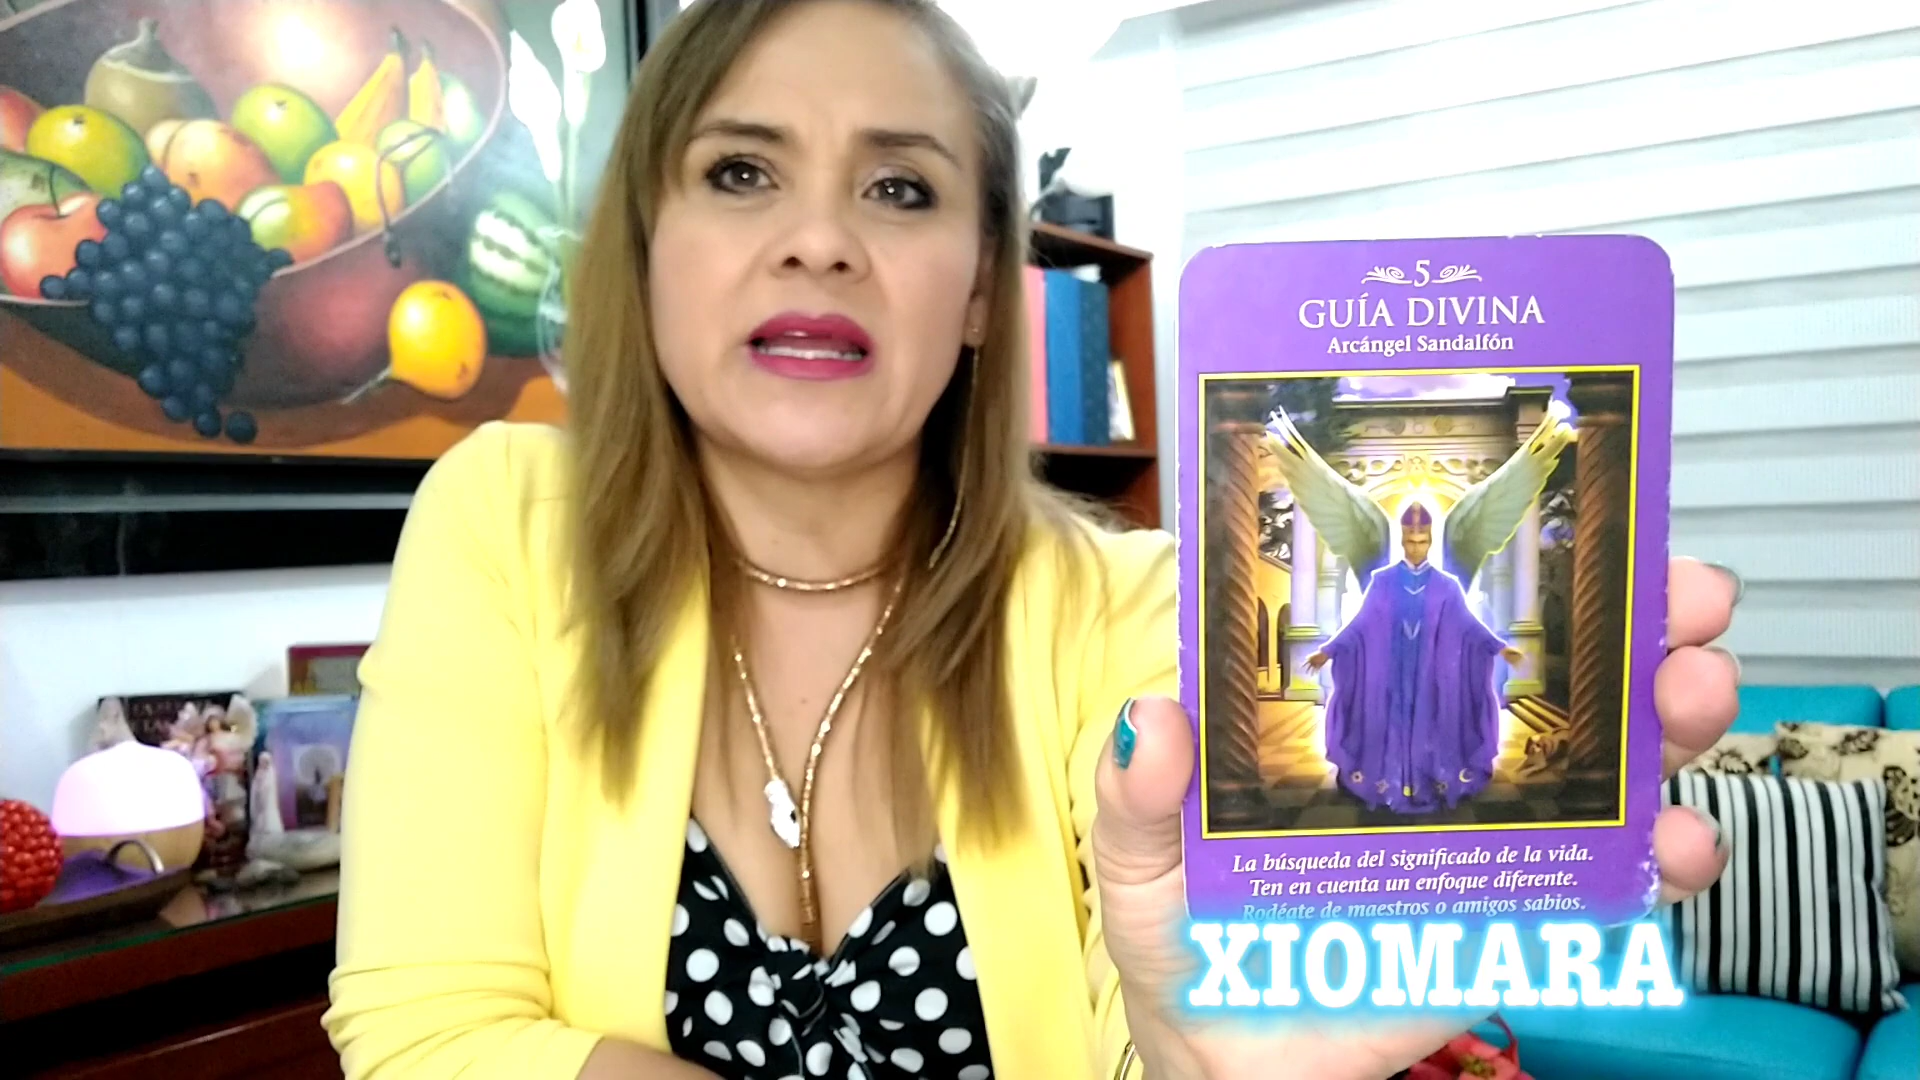 5
GUÍA DIVINA
Arcángel Sandalfón
La búsqueda del significado de la vida.
Ten en cuenta un enfoque diferente.
Rodéate de maestros o amigos sabios.
XIOMARA